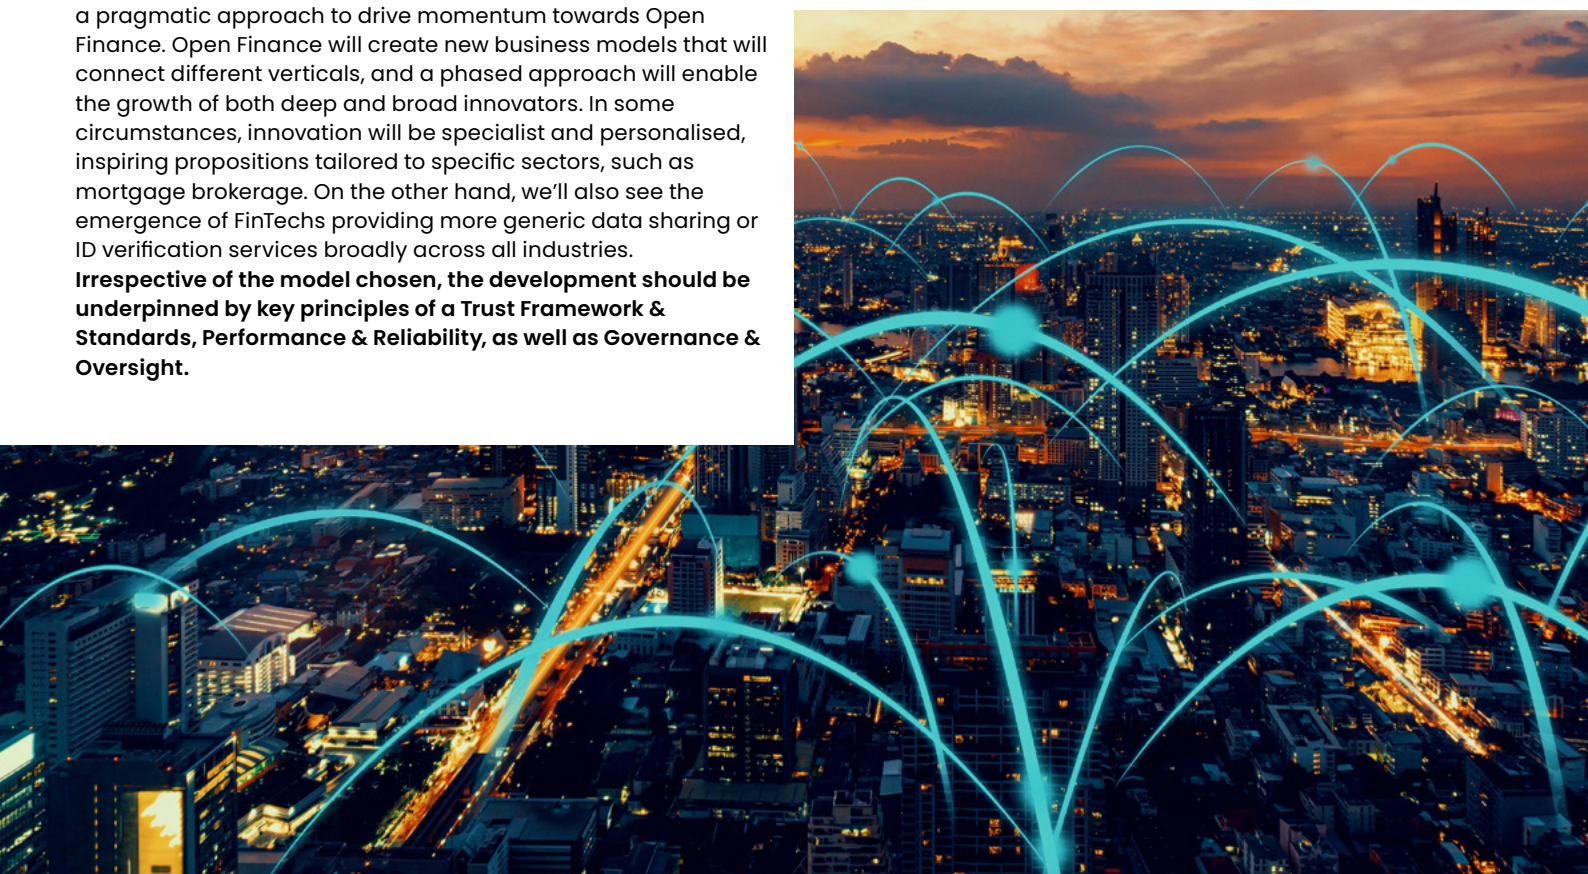 a pragmatic approach to drive momentum towards Open
Finance. Open Finance will create new business models that will
connect different verticals, and a phased approach will enable
the growth of both deep and broad innovators. In some
circumstances, innovation will be specialist and personalised,
inspiring propositions tailored to specific sectors, such as
mortgage brokerage. On the other hand, we’ll also see the
emergence of FinTechs providing more generic data sharing or
ID verification services broadly across all industries.
Irrespective of the model chosen, the development should be
underpinned by key principles of a Trust Framework &
Standards, Performance & Reliability, as well as Governance &
Oversight.